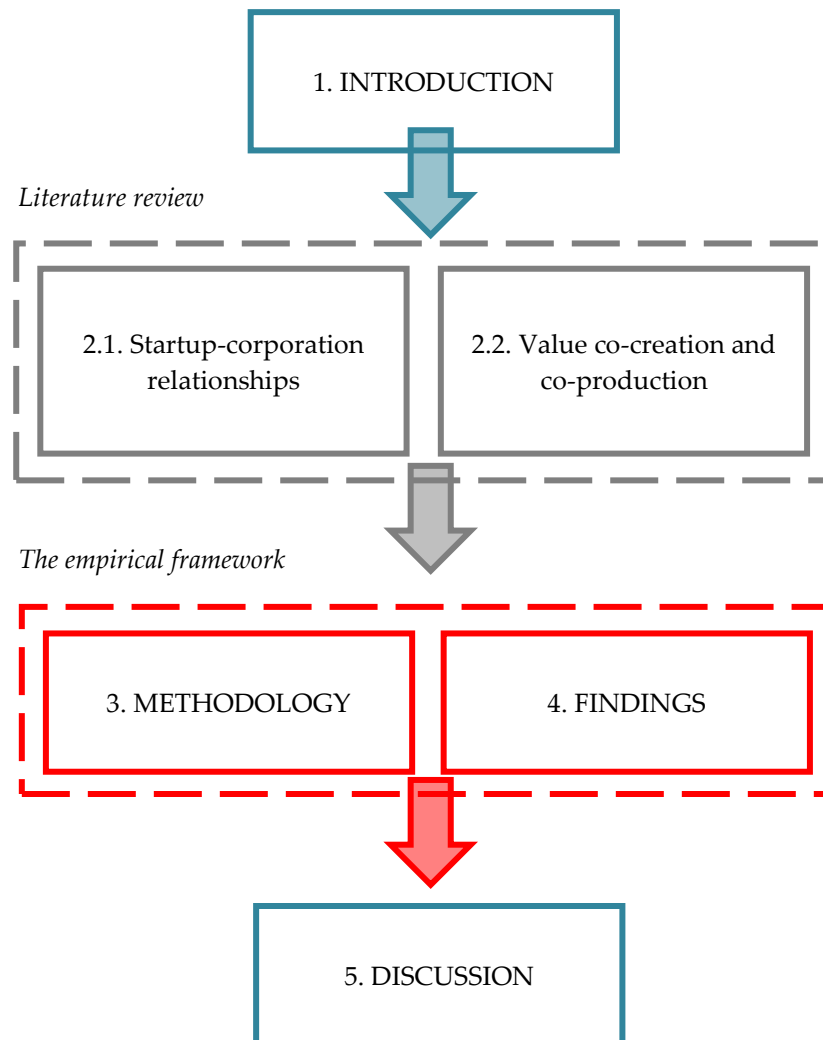 1. INTRODUCTION
Literature review
2.1. Startup-corporation
relationships
2.2. Value co-creation and
co-production
The empirical framework
3. METHODOLOGY
4. FINDINGS
5. DISCUSSION